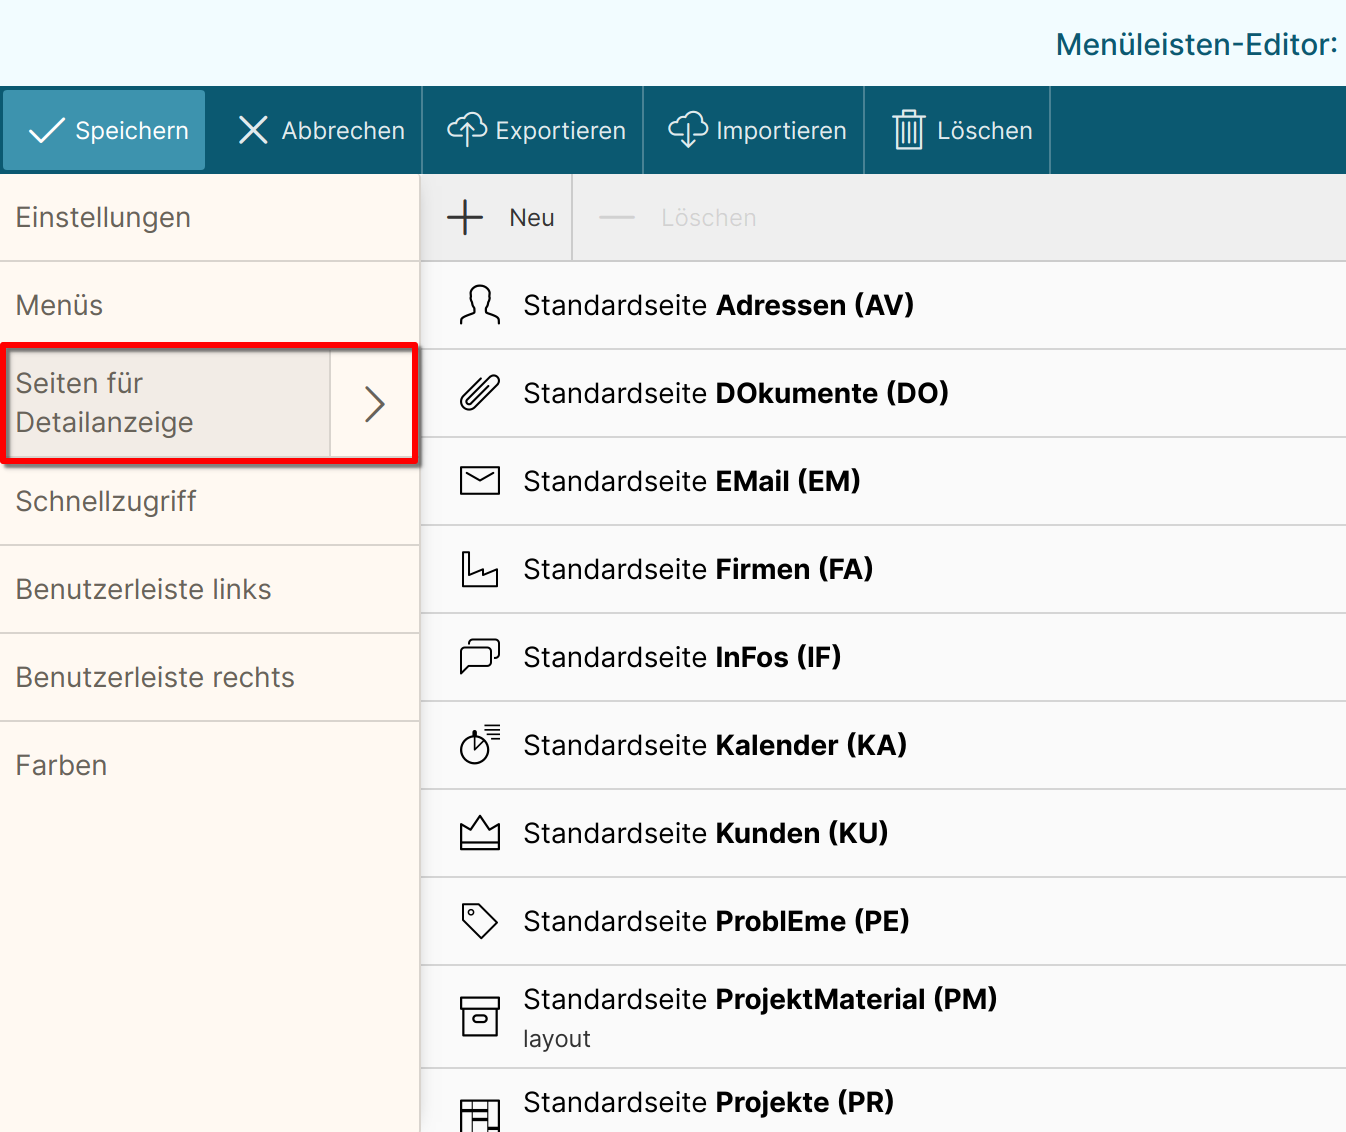 Menüleisten-Editor:
Speichern
Abbrechen
Exportieren
Importieren
Löschen
Einstellungen
Menüs
Seiten für
Detailanzeige
Schnellzugriff
Benutzerleiste links
Benutzerleiste rechts
Farben
Neu
Löschen
Standardseite Adressen (AV)
Standardseite DOkumente (DO)
Standardseite EMail (EM)
Standardseite Firmen (FA)
Standardseite InFos (IF)
Standardseite Kalender (KA)
Standardseite Kunden (KU)
Standardseite ProblEme (PE)
Standardseite ProjektMaterial (PM)
layout
Standardseite Projekte (PR)